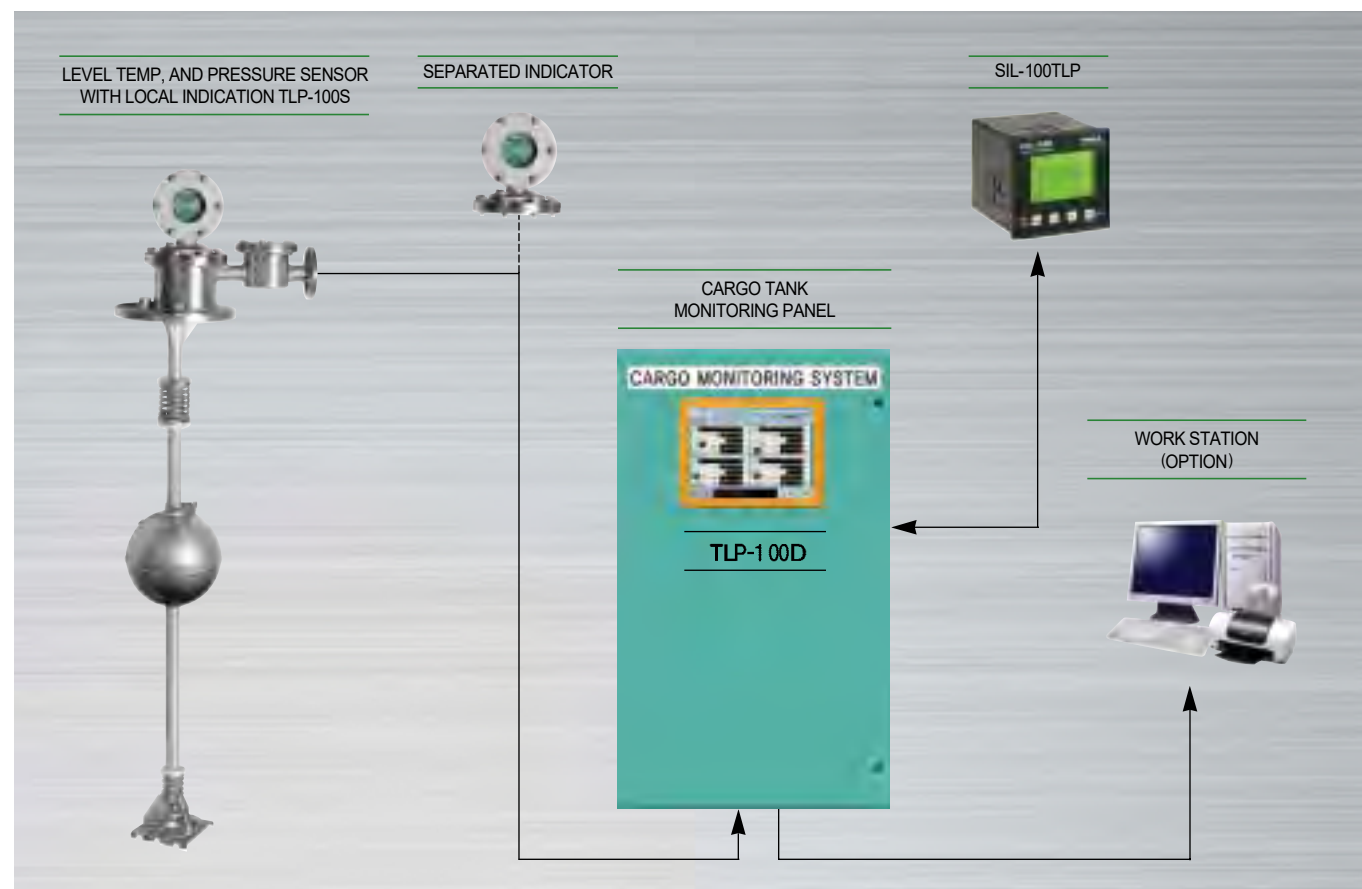 LEVEL TEMP, AND PRESSURE SENSOR
WITH LOCAL INDICATION TLP-100S
SEPARATED INDICATOR
SIL-100TLP
CARGO TANK
MONITORING PANEL
CARGO MONITORING SYSTEM
TLP-100D
WORK STATION
(OPTION)